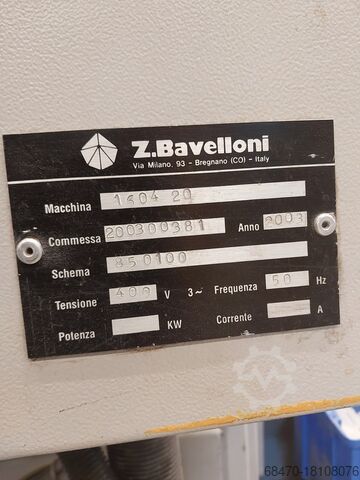 Z.Bavelloni
Via Milano, 93 - Bregnano (CO) - Italy
Macchina 1604 20
Commessa 200300381 Anno 2003
Schema 850100
Tensione 400 V 3~ Frequenza 50 Hz
Potenza KW Corrente A
68470-18108076